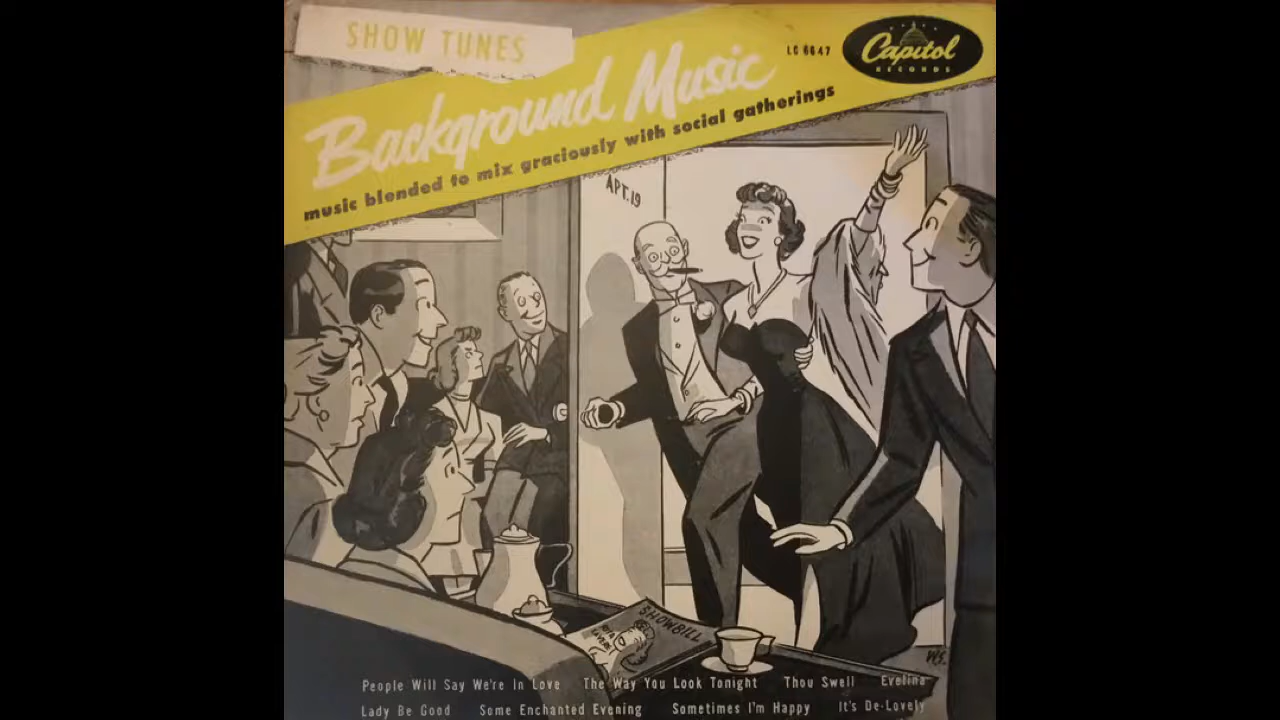 SHOW TUNES
Background Music
LC 6647
Capitol
RECORDS
music blended to mix graciously with social gatherings
APT. 19
SHOWBILL
W.S.
People Will Say We're In Love The Way You Look Tonight Thou Swell Evelina
Lady Be Good Some Enchanted Evening Sometimes I'm Happy It's De-Lovely